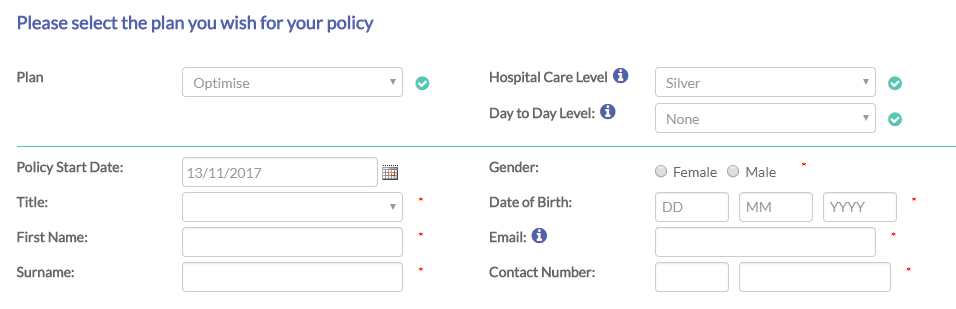 Please select the plan you wish for your policy
Plan Optimise Hospital Care Level Silver
Day to Day Level: None
Policy Start Date: 13/11/2017 Gender: Female Male *
Title: * Date of Birth: DD MM YYYY *
First Name: * Email: *
Surname: * Contact Number: *